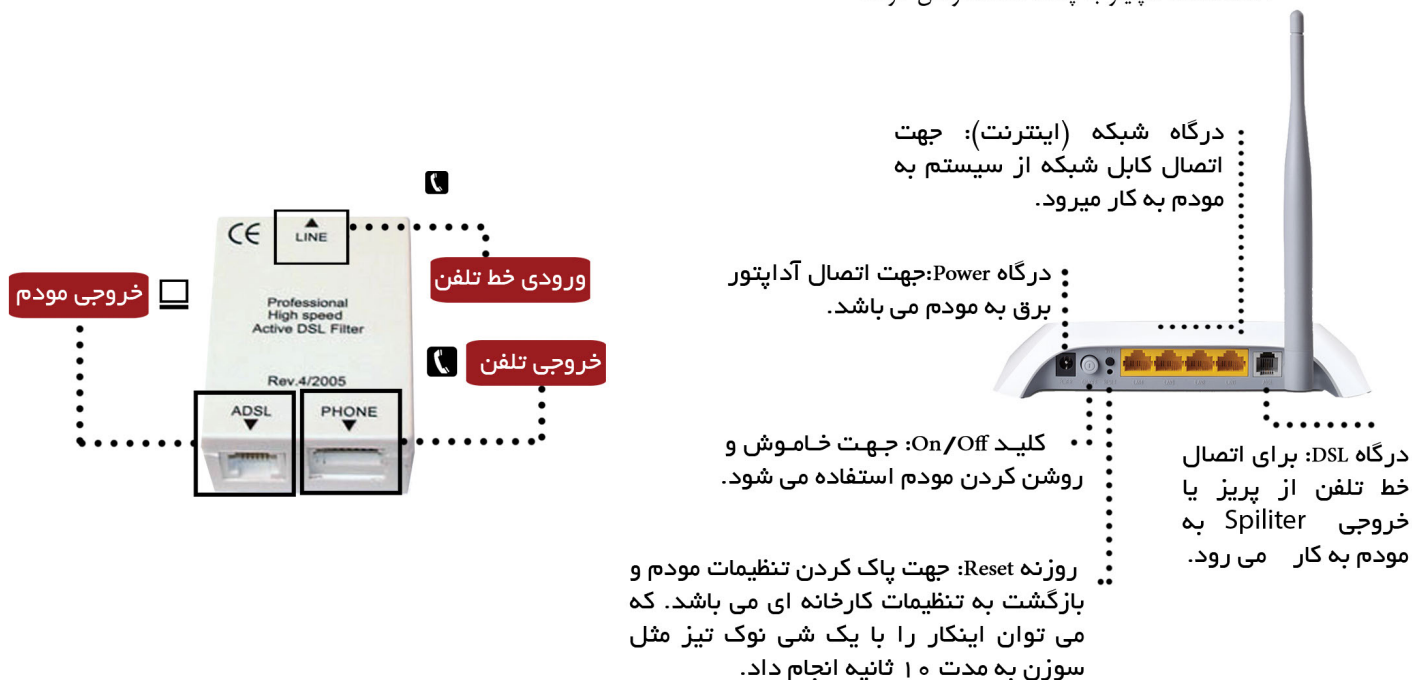 درگاه شبکه (اینترنت): جهت
اتصال کابل شبکه از سیستم به
مودم به کار میرود.
درگاه Power:جهت اتصال آداپتور
برق به مودم می باشد.
کلیـد On/Off: جـهـت خـامـوش و
روشن کردن مودم استفاده می شود.
روزنه Reset: جهت پاک کردن تنظیمات مودم و
بازگشت به تنظیمات کارخانه ای می باشد. که
می توان اینکار را با یک شی نوک تیز مثل
سوزن به مدت ۱۰ ثانیه انجام داد.
درگاه DSL: برای اتصال
خط تلفن از پریز یا
خروجی Spiliter به
مودم به کار می رود.
CE
LINE
ورودی خط تلفن
خروجی مودم
Professional
High speed
Active DSL Filter
خروجی تلفن
Rev.4/2005
ADSL
PHONE